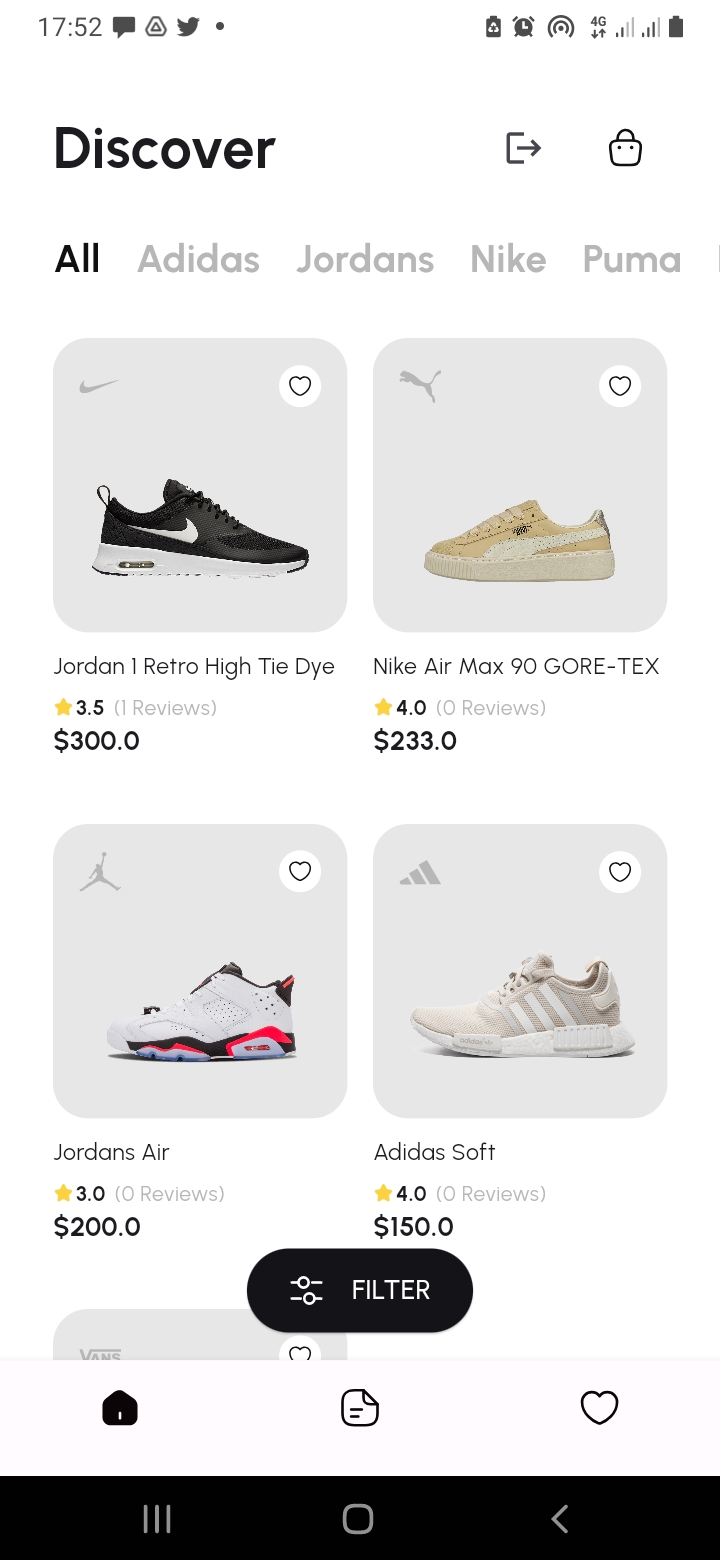 17:52
4G
Discover
All Adidas Jordans Nike Puma
Jordan 1 Retro High Tie Dye
3.5 (1 Reviews)
$300.0
Nike Air Max 90 GORE-TEX
4.0 (0 Reviews)
$233.0
adidas
Jordans Air
3.0 (0 Reviews)
$200.0
Adidas Soft
4.0 (0 Reviews)
$150.0
FILTER
VANS